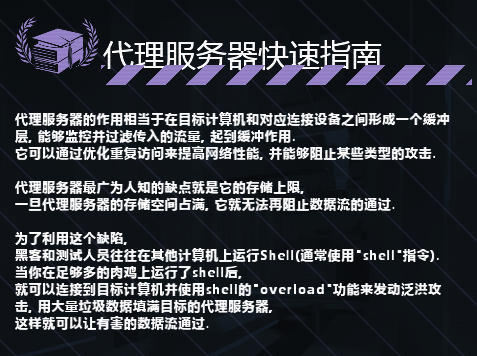 代理服务器快速指南
代理服务器的作用相当于在目标计算机和对应连接设备之间形成一个缓冲
层, 能够监控并过滤传入的流量, 起到缓冲作用.
它可以通过优化重复访问来提高网络性能, 并能够阻止某些类型的攻击.
代理服务器最广为人知的缺点就是它的存储上限,
一旦代理服务器的存储空间占满, 它就无法再阻止数据流的通过.
为了利用这个缺陷,
黑客和测试人员往往在其他计算机上运行Shell(通常使用"shell"指令).
当你在足够多的肉鸡上运行了shell后,
就可以连接到目标计算机并使用shell的"overload"功能来发动泛洪攻
击, 用大量垃圾数据填满目标的代理服务器,
这样就可以让有害的数据流通过.